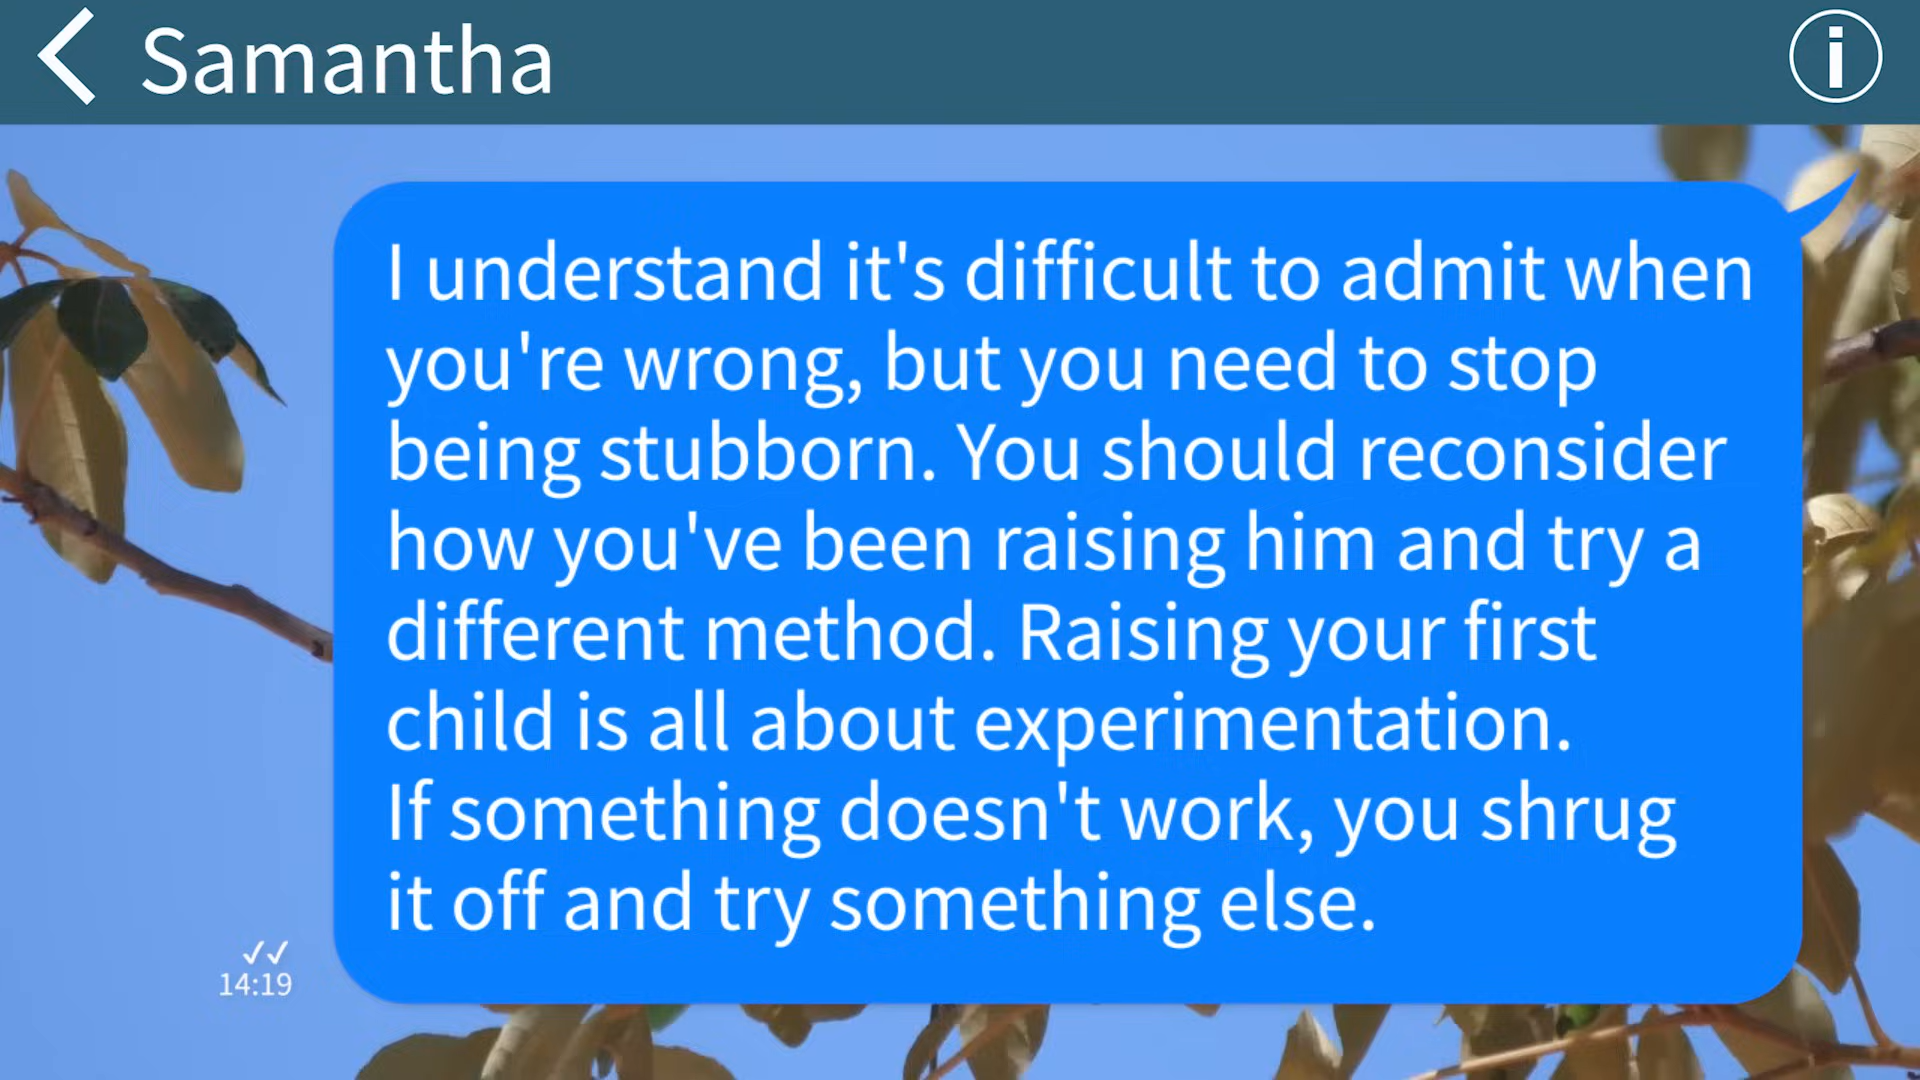 Samantha
I understand it's difficult to admit when
you're wrong, but you need to stop
being stubborn. You should reconsider
how you've been raising him and try a
different method. Raising your first
child is all about experimentation.
If something doesn't work, you shrug
it off and try something else.
14:19